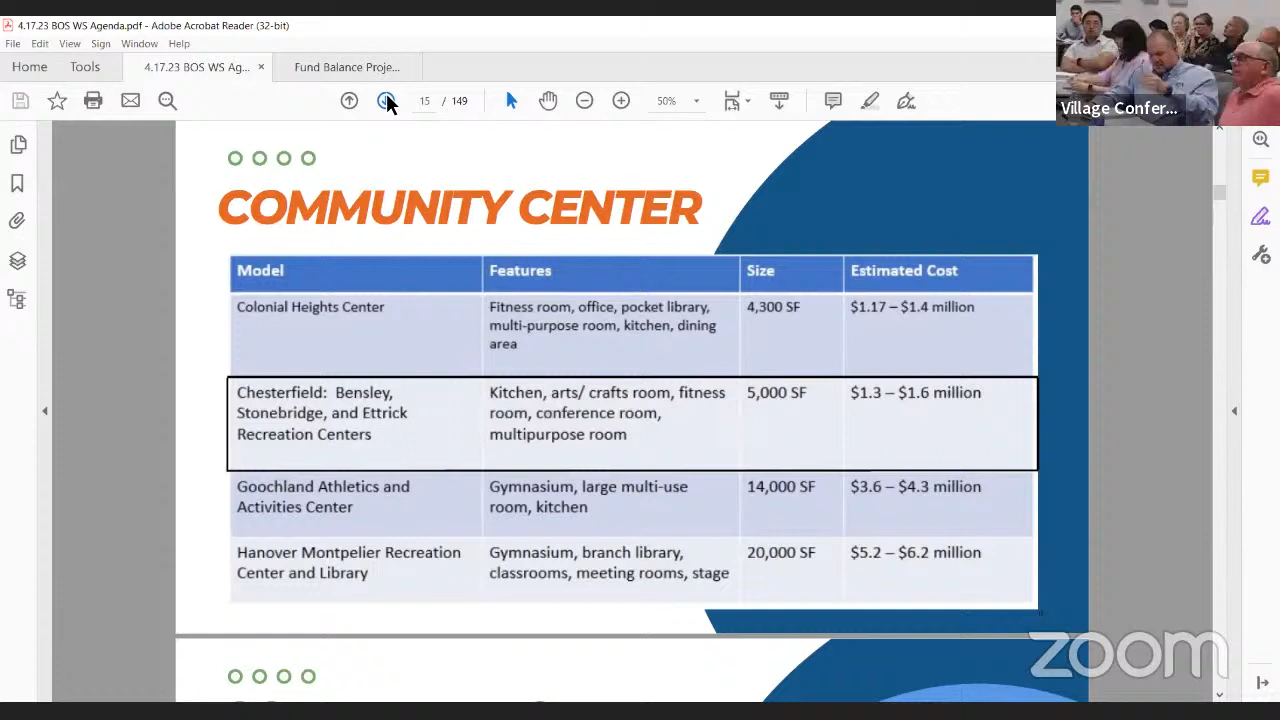 4.17.23 BOS WS Agenda.pdf - Adobe Acrobat Reader (32-bit)
File Edit View Sign Window Help
Home Tools 4.17.23 BOS WS Ag... × Fund Balance Proje...
15 / 149 50%
Village Confer...
COMMUNITY CENTER
Model Features Size Estimated Cost
Colonial Heights Center Fitness room, office, pocket library, 4,300 SF $1.17 – $1.4 million
multi-purpose room, kitchen, dining
area
Chesterfield: Bensley, Kitchen, arts/ crafts room, fitness 5,000 SF $1.3 – $1.6 million
Stonebridge, and Ettrick room, conference room,
Recreation Centers multipurpose room
Goochland Athletics and Gymnasium, large multi-use 14,000 SF $3.6 – $4.3 million
Activities Center room, kitchen
Hanover Montpelier Recreation Gymnasium, branch library, 20,000 SF $5.2 – $6.2 million
Center and Library classrooms, meeting rooms, stage
zoom